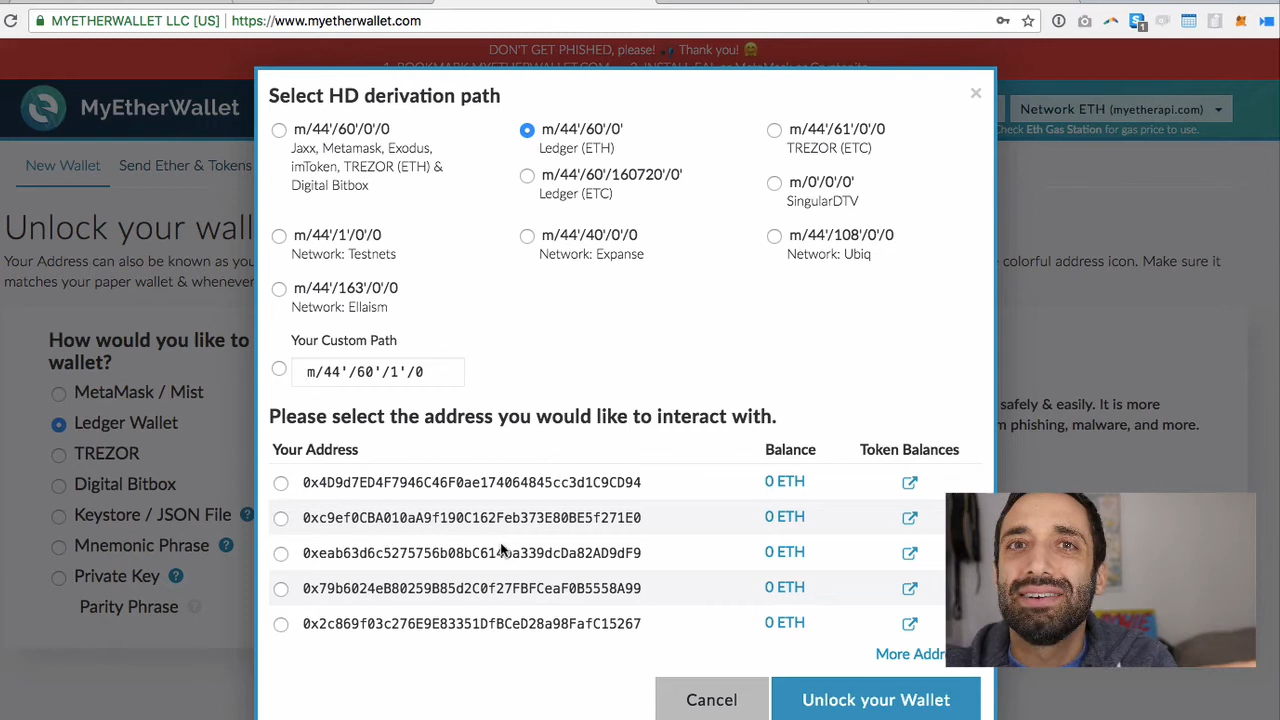 MYETHERWALLET LLC [US] https://www.myetherwallet.com
DON'T GET PHISHED, please! Thank you! 🤗
MyEtherWallet
Network ETH (myetherapi.com)
Check Eth Gas Station for gas price to use.
New Wallet
Send Ether & Tokens
Unlock your wall
Your Address can also be known as you
colorful address icon. Make sure it
matches your paper wallet & wheneve
How would you like to
wallet?
MetaMask / Mist
Ledger Wallet
TREZOR
Digital Bitbox
Keystore / JSON File
Mnemonic Phrase
Private Key
Parity Phrase
safely & easily. It is more
m phishing, malware, and more.
Select HD derivation path
m/44'/60'/0'/0
Jaxx, Metamask, Exodus,
imToken, TREZOR (ETH) &
Digital Bitbox
m/44'/60'/0'
Ledger (ETH)
m/44'/60'/160720'/0'
Ledger (ETC)
m/44'/61'/0'/0
TREZOR (ETC)
m/0'/0'/0'
SingularDTV
m/44'/1'/0'/0
Network: Testnets
m/44'/40'/0'/0
Network: Expanse
m/44'/108'/0'/0
Network: Ubiq
m/44'/163'/0'/0
Network: Ellaism
Your Custom Path
m/44'/60'/1'/0
Please select the address you would like to interact with.
Your Address Balance Token Balances
0x4D9d7ED4F7946C46F0ae174064845cc3d1C9CD94 0 ETH
0xc9ef0CBA010aA9f190C162Feb373E80BE5f271E0 0 ETH
0 ETH
0x79b6024eB80259B85d2C0f27FBFCeaF0B5558A99 0 ETH
0x2c869f03c276E9E83351DfBCeD28a98FafC15267 0 ETH
More Addr
Cancel
Unlock your Wallet